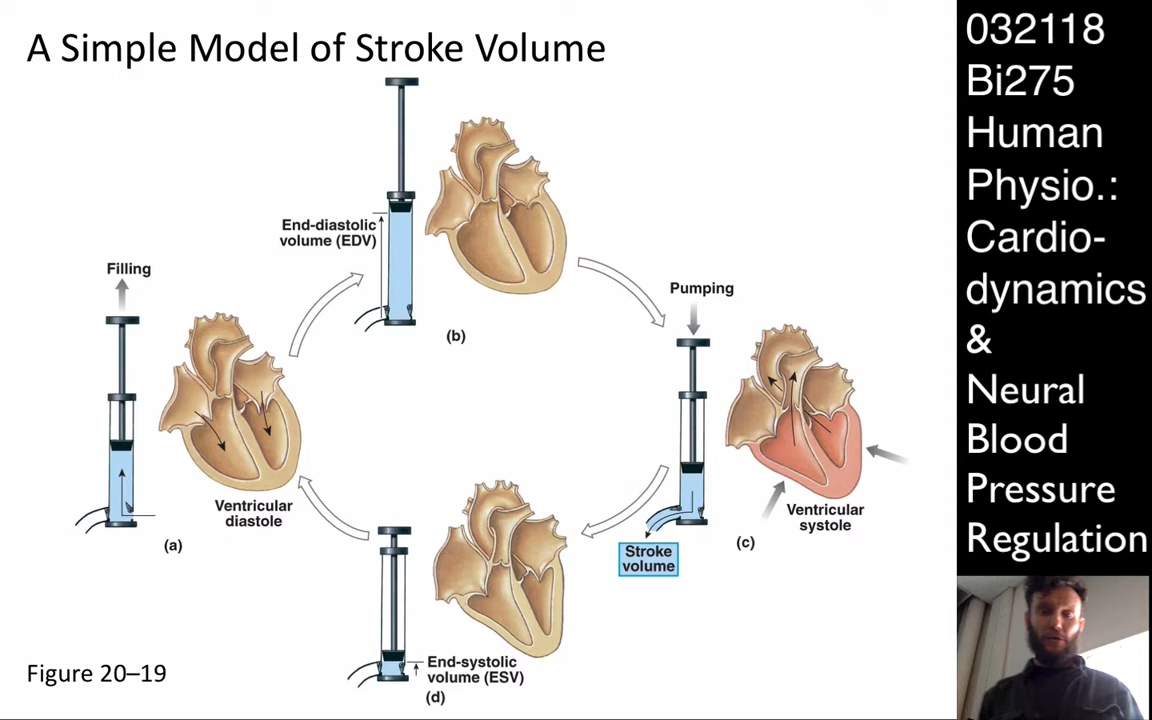 A Simple Model of Stroke Volume
End-diastolic
volume (EDV)
(b)
Filling
Ventricular
diastole
(a)
Pumping
Ventricular
systole
(c)
Stroke
volume
End-systolic
volume (ESV)
(d)
Figure 20–19
032118
Bi275
Human
Physio.:
Cardio-
dynamics
&
Neural
Blood
Pressure
Regulation